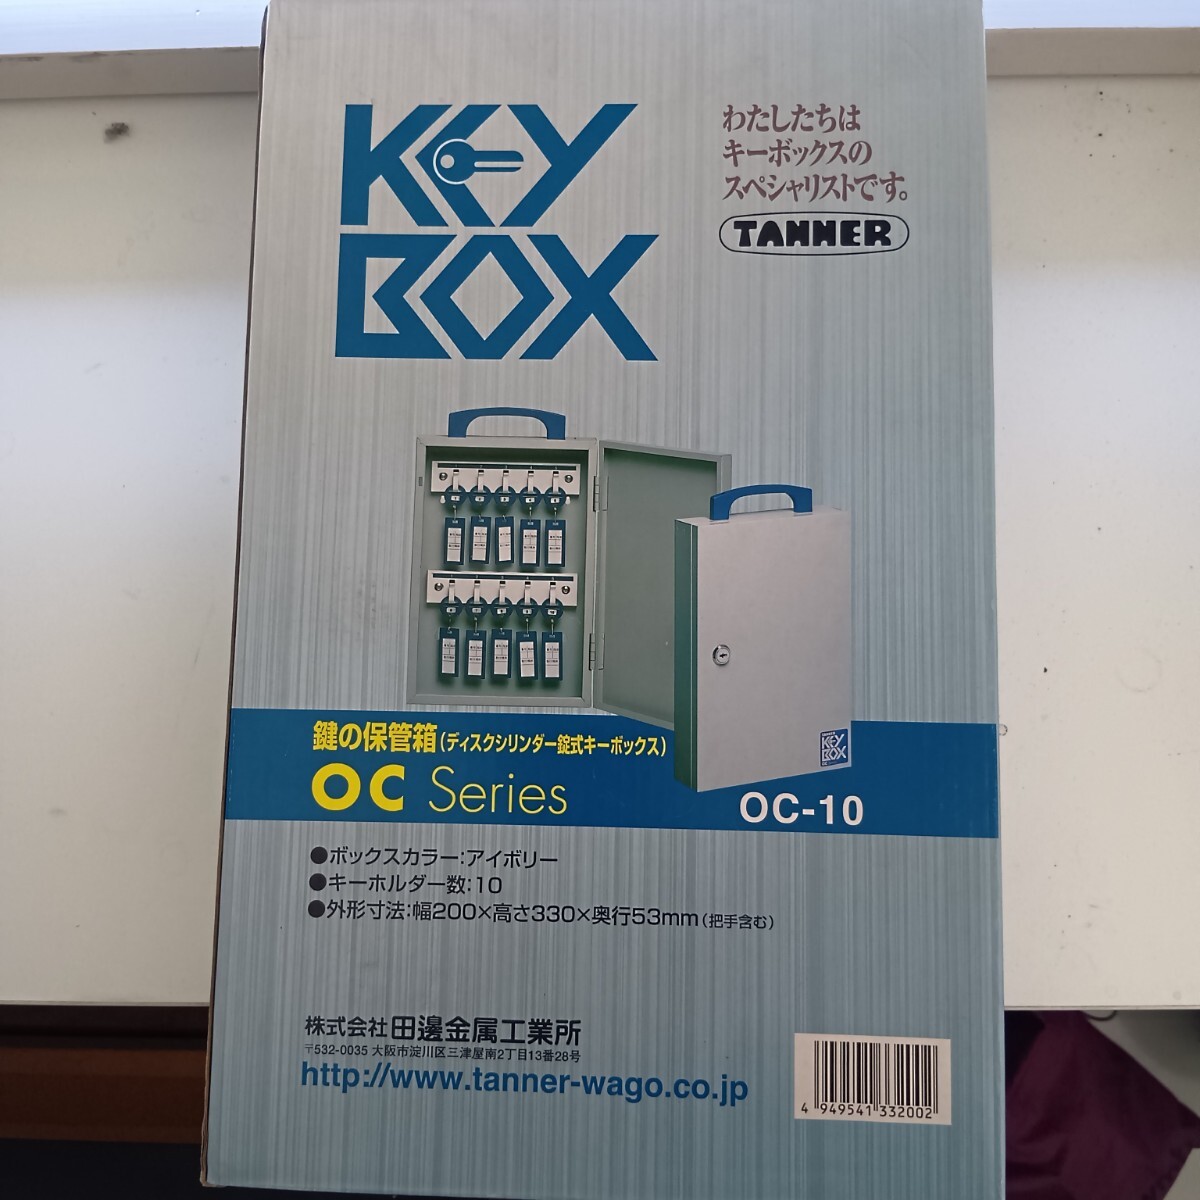 KEY
BOX
わたしたちは
キーボックスの
スペシャリストです。
TANNER
KEY
BOX
鍵の保管箱(ディスクシリンダー錠式キーボックス)
OC Series
OC-10
●ボックスカラー:アイボリー
●キーホルダー数:10
●外形寸法:幅200×高さ330×奥行53mm(把手含む)
株式会社 田邊金属工業所
〒532-0035 大阪市淀川区三津屋南2丁目13番28号
http://www.tanner-wago.co.jp
4 949541 332002